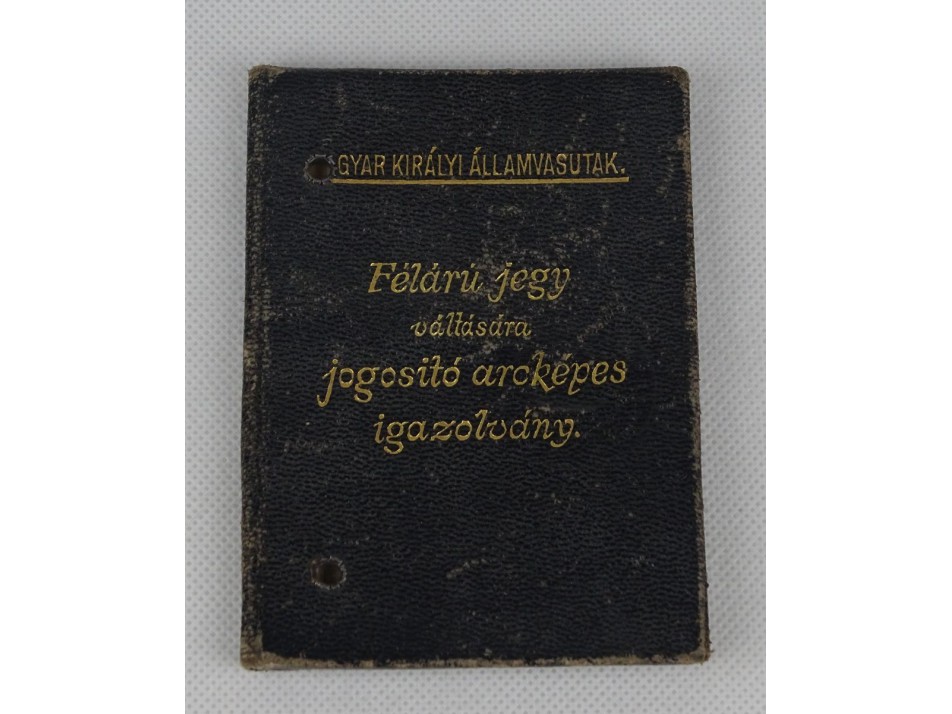 GYAR KIRÁLYI ÁLLAMVASUTAK.
Félárú jegy
váltására
jogositó arcképes
igazolvány.